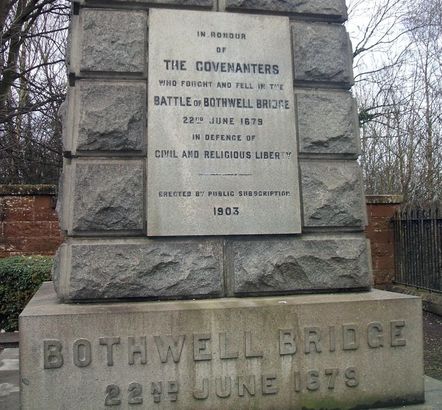 IN HONOUR
OF
THE COVENANTERS
WHO FOUGHT AND FELL IN THE
BATTLE OF BOTHWELL BRIDGE
22ND JUNE 1679
IN DEFENCE OF
CIVIL AND RELIGIOUS LIBERTY
ERECTED BY PUBLIC SUBSCRIPTION
1903
BOTHWELL BRIDGE
22ND JUNE 1679